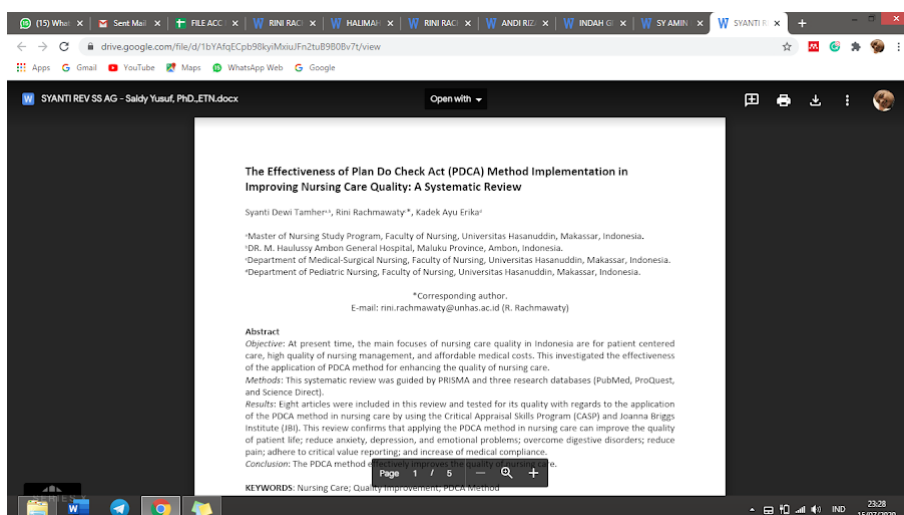 (15) What
Sent Mail
FILE ACC
RINI RAC
HALIMAH
RINI RAC
ANDI RIZ
INDAH G
SY AMIN
SYANTI R
drive.google.com/file/d/1bYAfqECpb98kyiMxiuJFn2tuB9B0Bv7t/view
Apps Gmail YouTube Maps WhatsApp Web Google
SYANTI REV SS AG - Saldy Yusuf, PhD.,ETN.docx
Open with
The Effectiveness of Plan Do Check Act (PDCA) Method Implementation in
Improving Nursing Care Quality: A Systematic Review
Syanti Dewi Tamher, Rini Rachmawaty*, Kadek Ayu Erika
Master of Nursing Study Program, Faculty of Nursing, Universitas Hasanuddin, Makassar, Indonesia.
DR. M. Haulussy Ambon General Hospital, Maluku Province, Ambon, Indonesia.
Department of Medical-Surgical Nursing, Faculty of Nursing, Universitas Hasanuddin, Makassar, Indonesia.
Department of Pediatric Nursing, Faculty of Nursing, Universitas Hasanuddin, Makassar, Indonesia.
*Corresponding author.
E-mail: rini.rachmawaty@unhas.ac.id (R. Rachmawaty)
Abstract
Objective: At present time, the main focuses of nursing care quality in Indonesia are for patient centered
care, high quality of nursing management, and affordable medical costs. This investigated the effectiveness
of the application of PDCA method for enhancing the quality of nursing care.
Methods: This systematic review was guided by PRISMA and three research databases (PubMed, ProQuest,
and Science Direct).
Results: Eight articles were included in this review and tested for its quality with regards to the application
of the PDCA method in nursing care by using the Critical Appraisal Skills Program (CASP) and Joanna Briggs
Institute (JBI). This review confirms that applying the PDCA method in nursing care can improve the quality
of patient life; reduce anxiety, depression, and emotional problems; overcome digestive disorders; reduce
pain; adhere to critical value reporting; and increase of medical compliance.
Conclusion: The PDCA method effectively improves the quality of nursing care.
Page 1 / 5
KEYWORDS: Nursing Care; Quality Improvement; PDCA Method
IND
23:28
15/07/2020